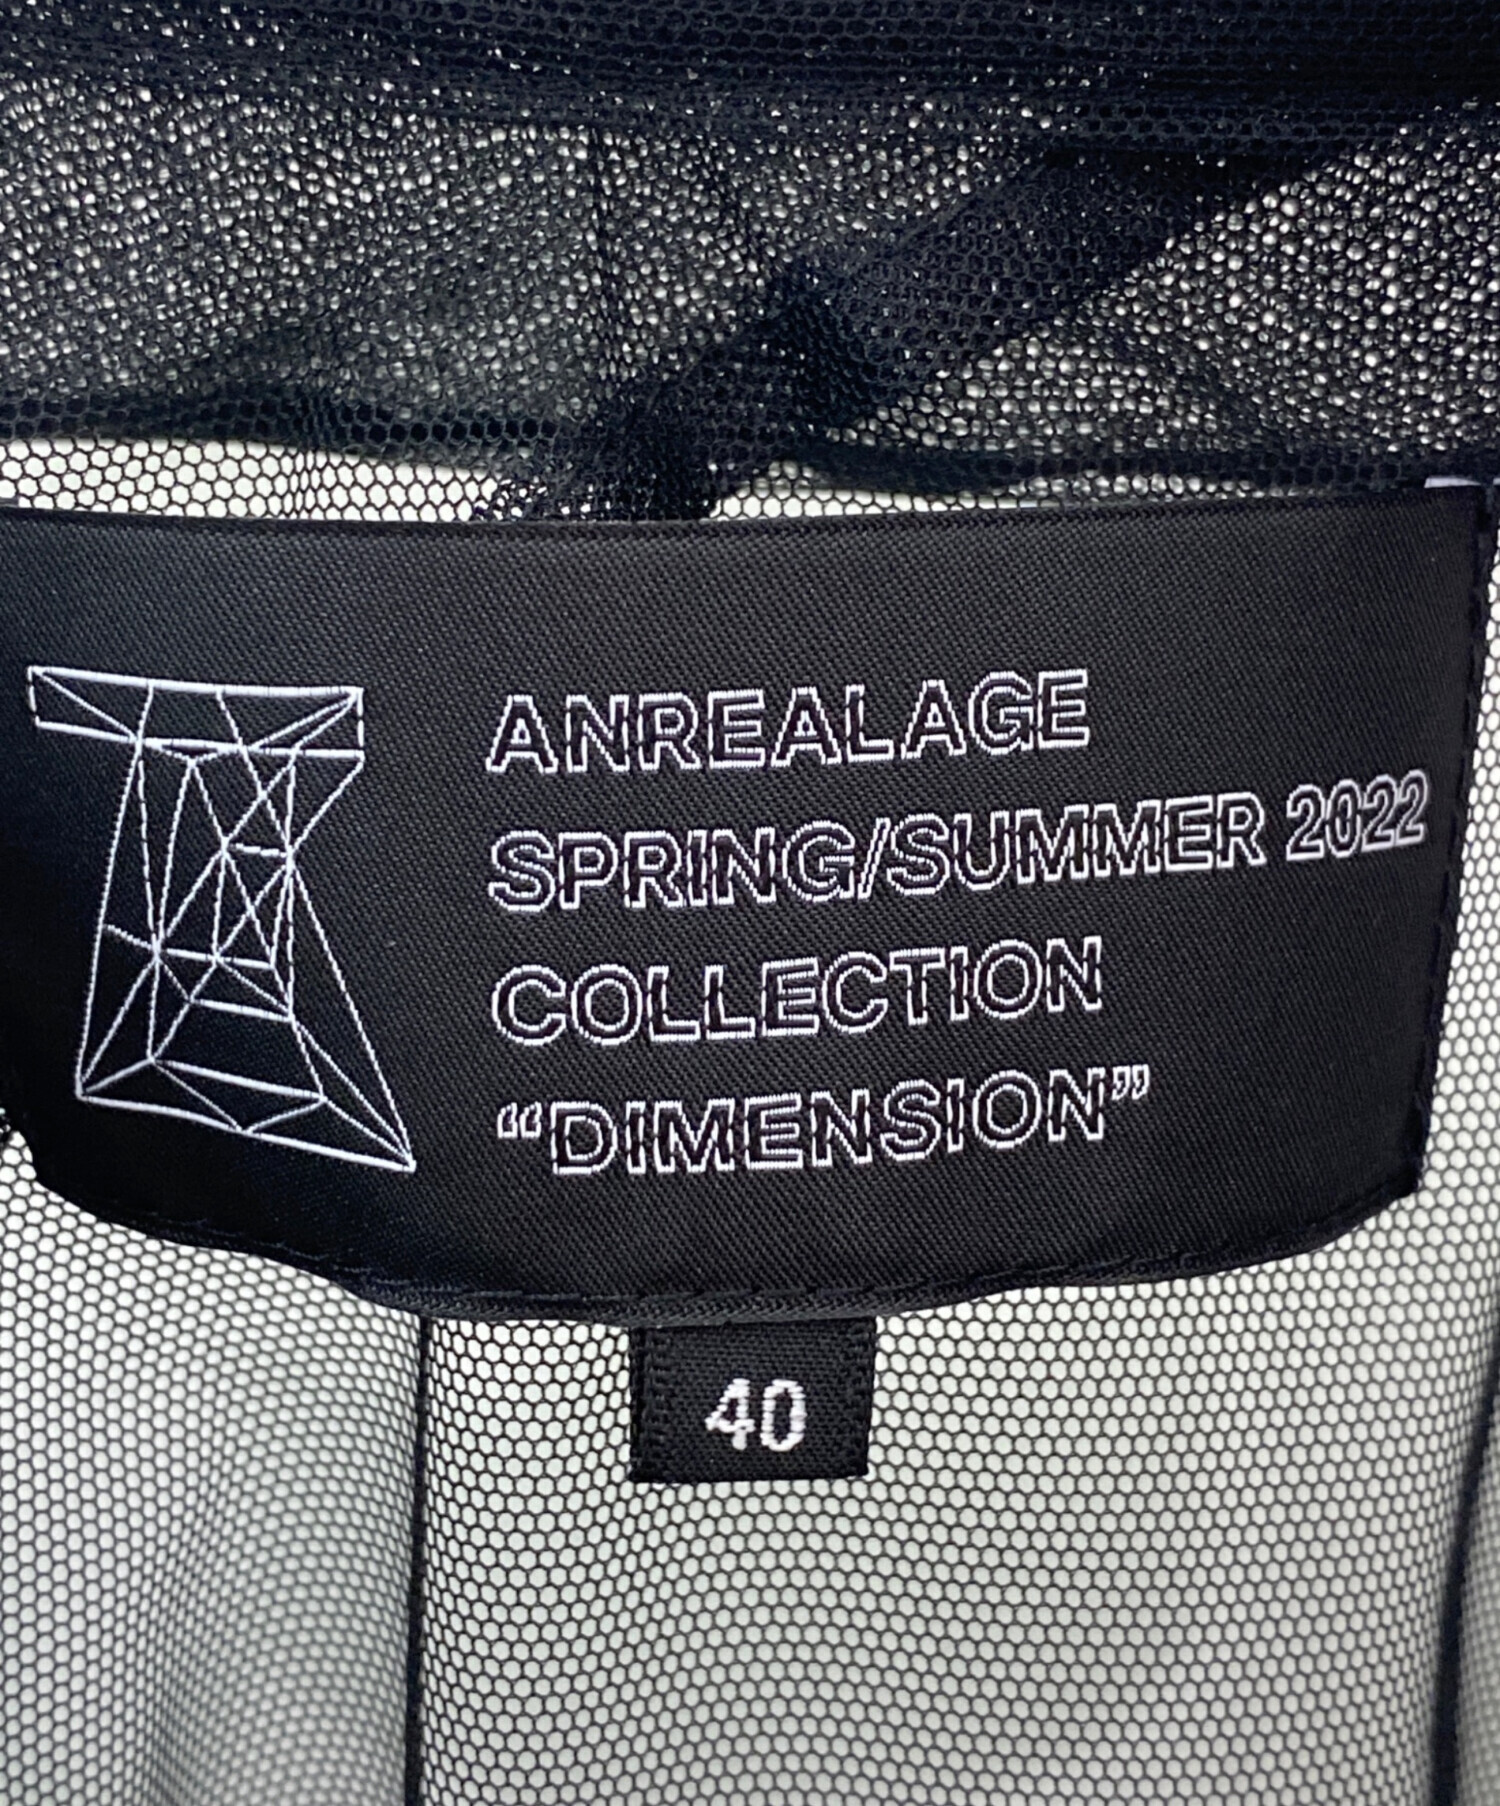 ANREALAGE
SPRING/SUMMER 2022
COLLECTION
“DIMENSION”
40